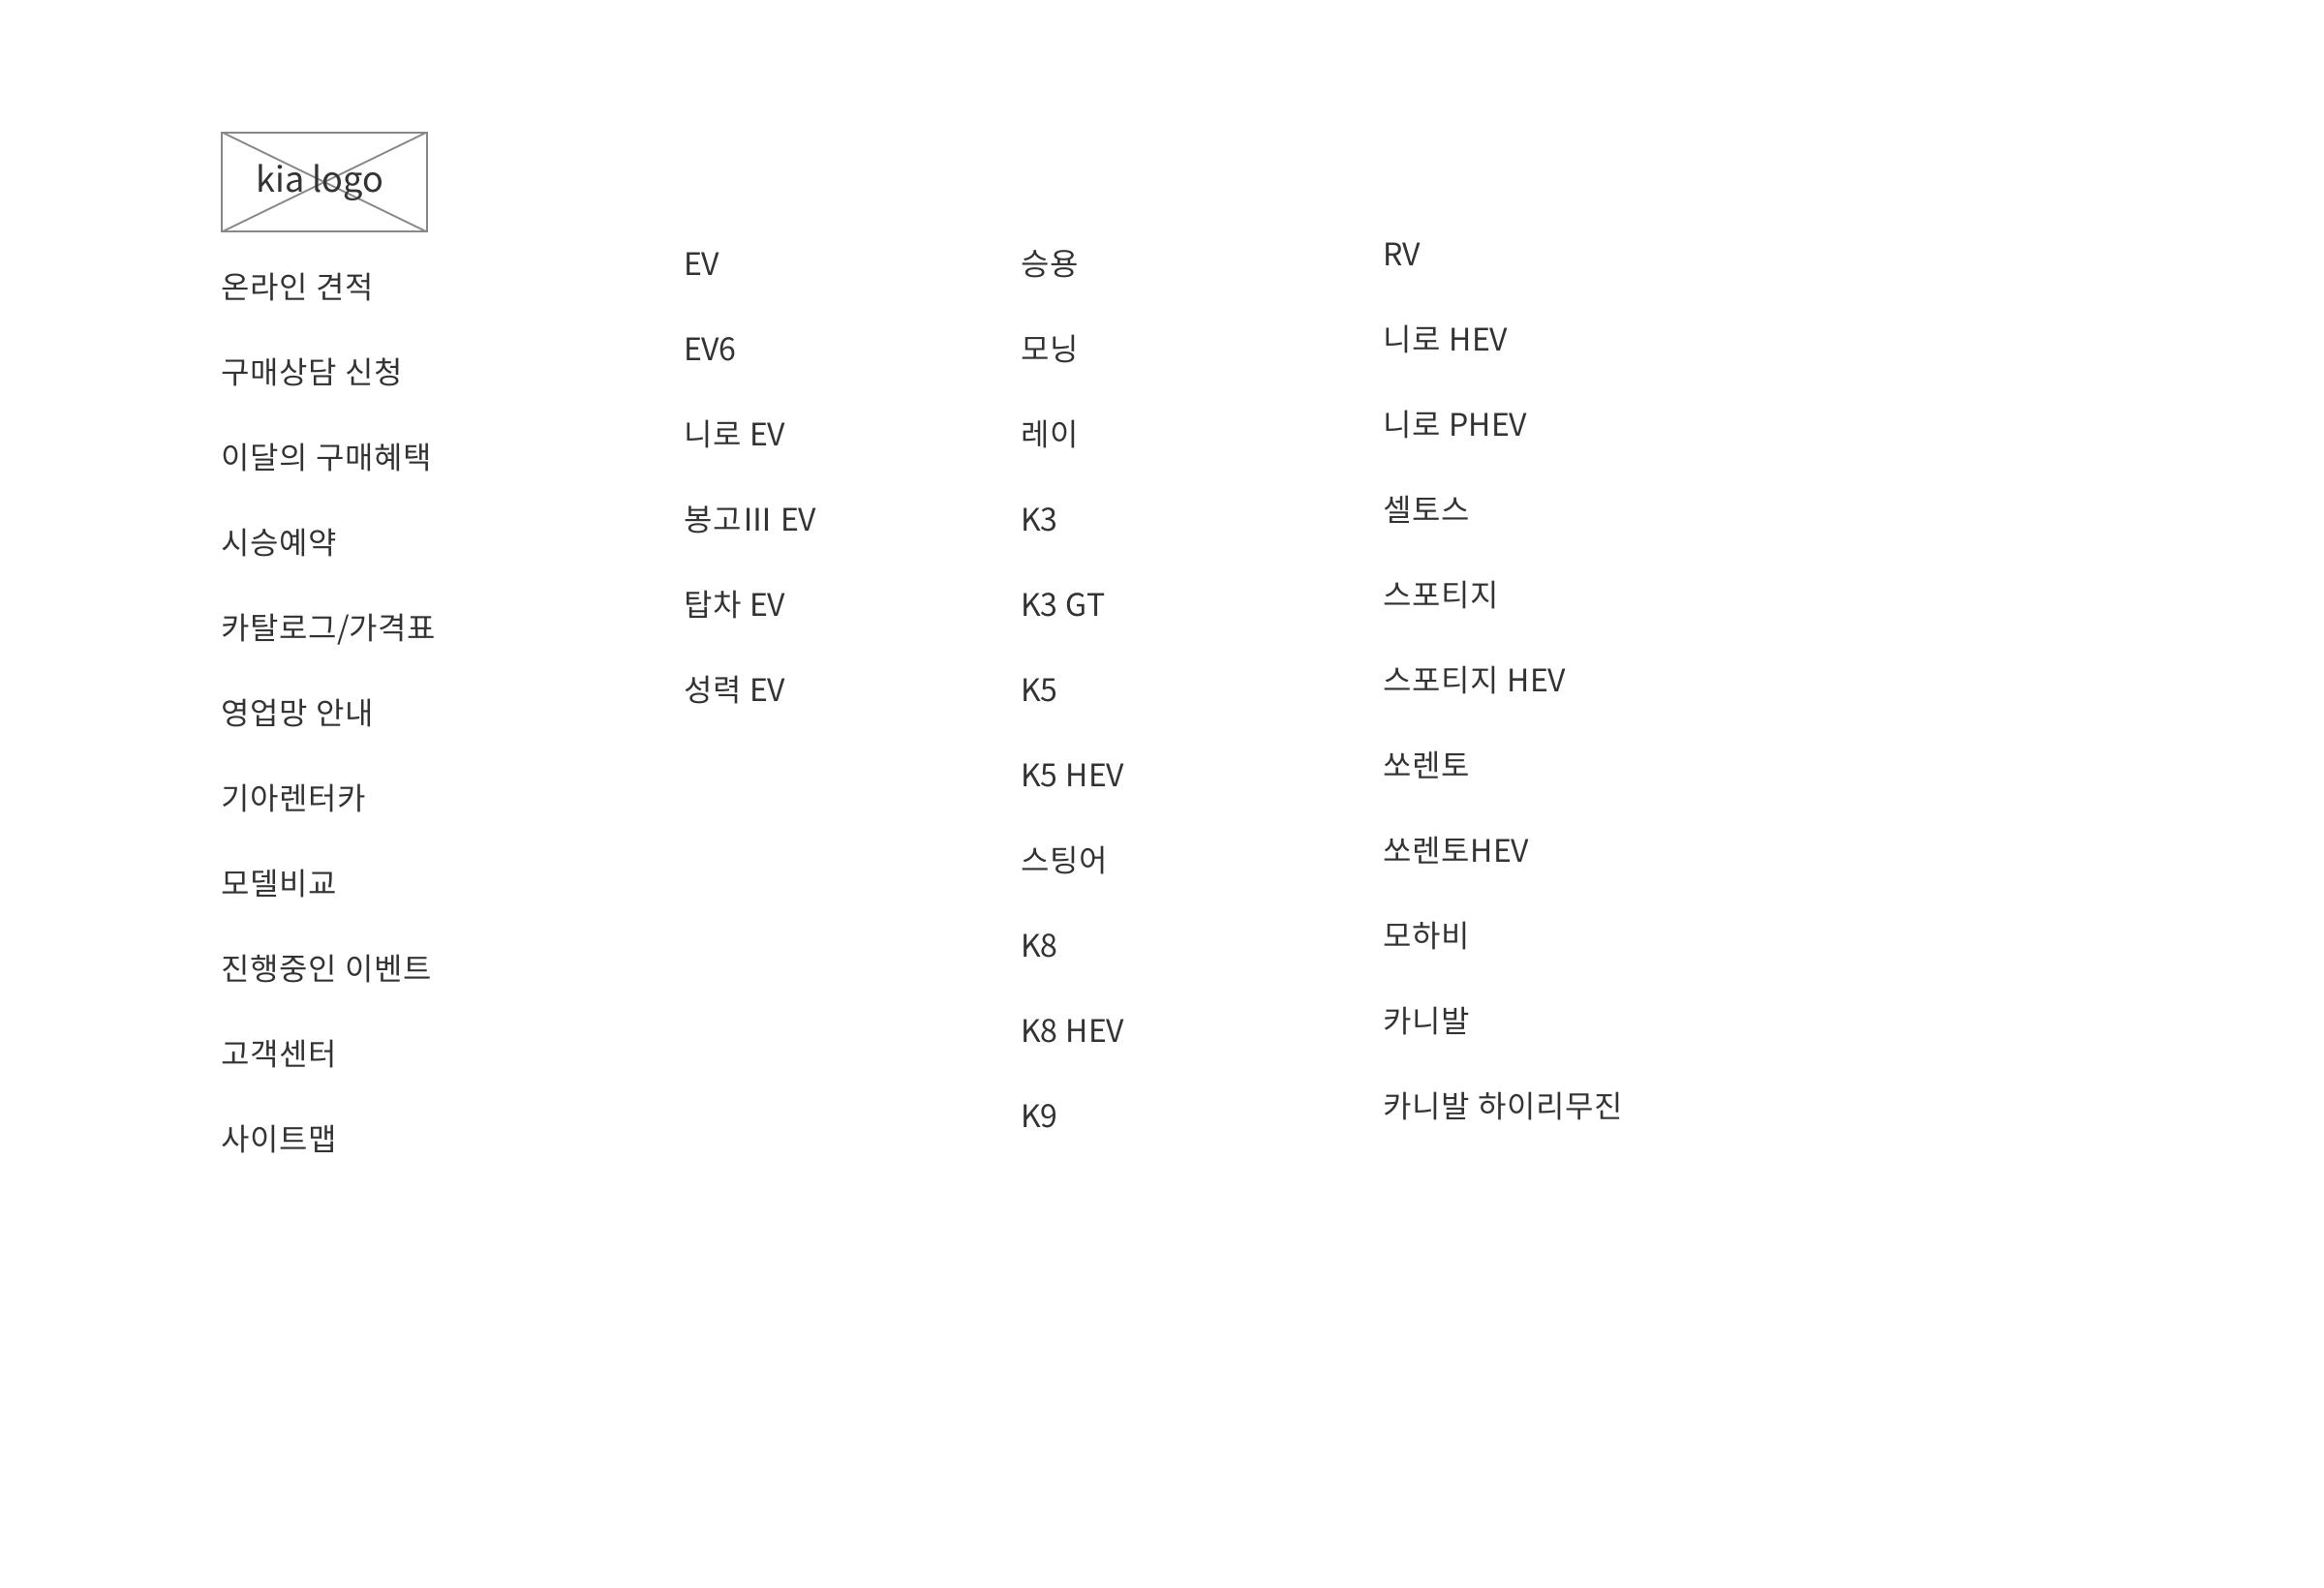 kia logo
온라인 견적
구매상담 신청
이달의 구매혜택
시승예약
카탈로그/가격표
영업망 안내
기아렌터카
모델비교
진행중인 이벤트
고객센터
사이트맵
EV
EV6
니로 EV
봉고III EV
탑차 EV
성력 EV
승용
모닝
레이
K3
K3 GT
K5
K5 HEV
스팅어
K8
K8 HEV
K9
RV
니로 HEV
니로 PHEV
셀토스
스포티지
스포티지 HEV
쏘렌토
쏘렌토HEV
모하비
카니발
카니발 하이리무진